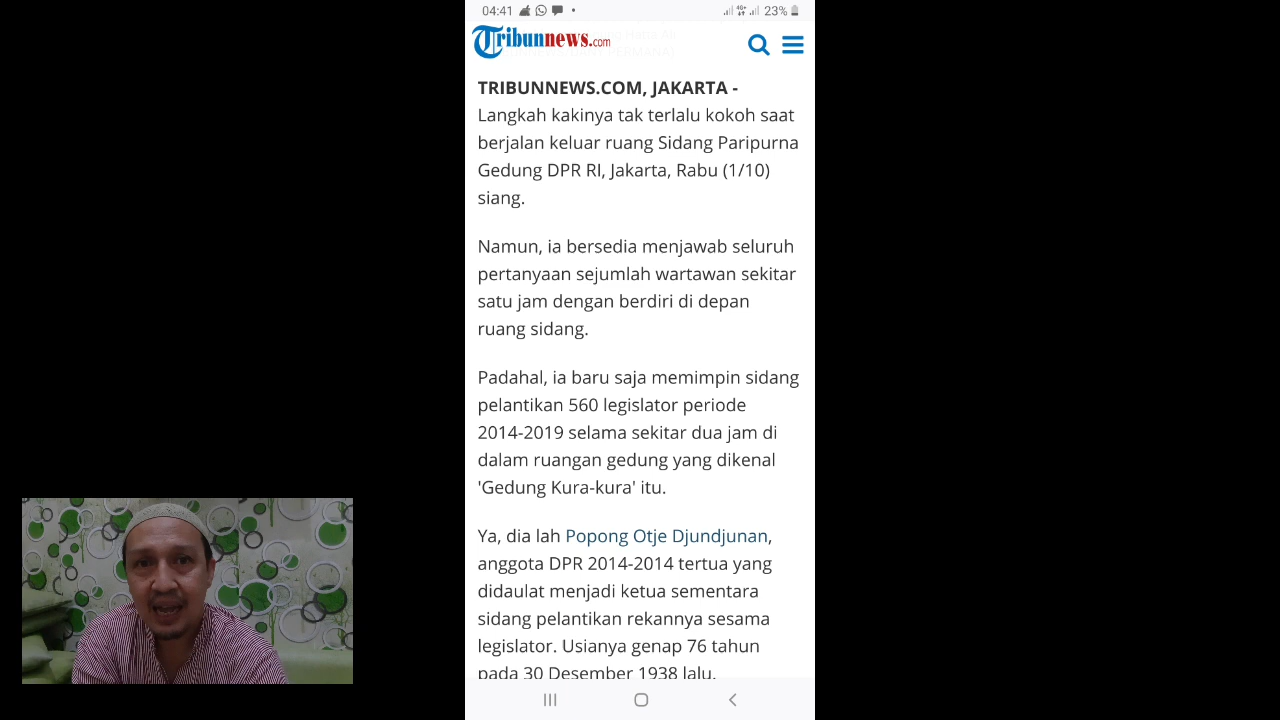 04:41
23%
Tribunnews.com
TRIBUNNEWS.COM, JAKARTA -
Langkah kakinya tak terlalu kokoh saat
berjalan keluar ruang Sidang Paripurna
Gedung DPR RI, Jakarta, Rabu (1/10)
siang.
Namun, ia bersedia menjawab seluruh
pertanyaan sejumlah wartawan sekitar
satu jam dengan berdiri di depan
ruang sidang.
Padahal, ia baru saja memimpin sidang
pelantikan 560 legislator periode
2014-2019 selama sekitar dua jam di
dalam ruangan gedung yang dikenal
'Gedung Kura-kura' itu.
Ya, dia lah Popong Otje Djundjunan,
anggota DPR 2014-2014 tertua yang
didaulat menjadi ketua sementara
sidang pelantikan rekannya sesama
legislator. Usianya genap 76 tahun
pada 30 Desember 1938 lalu.